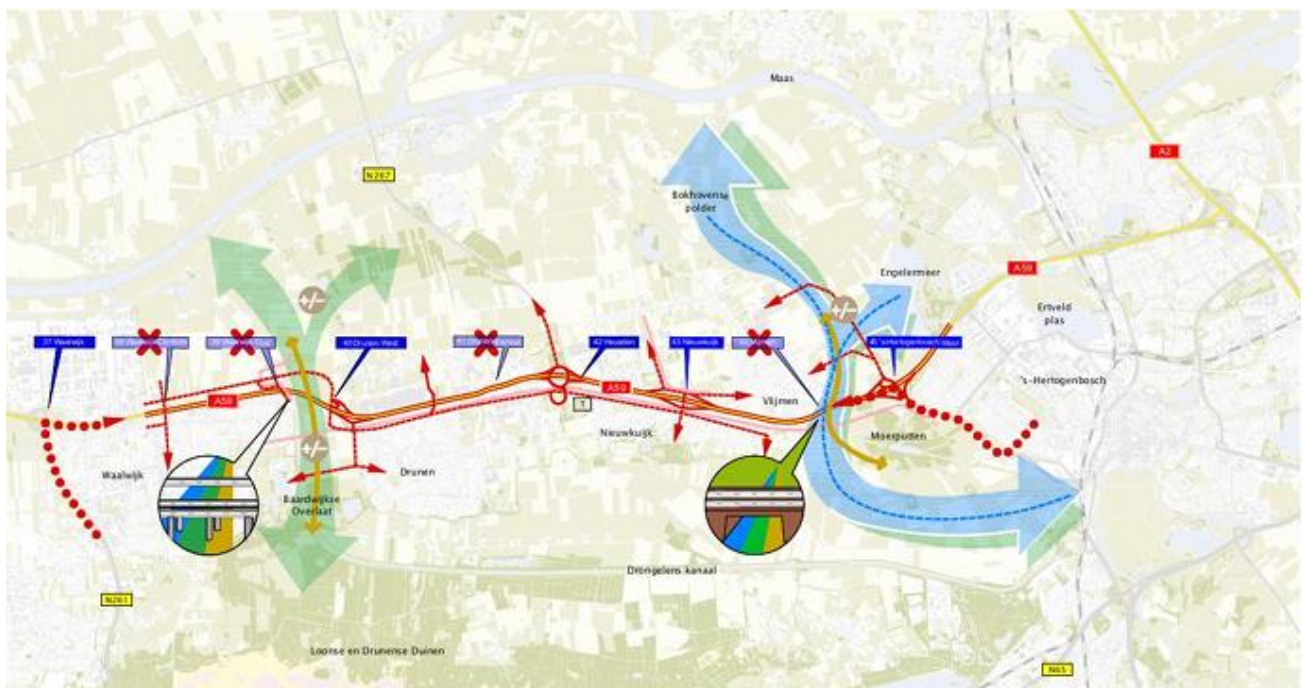 Maas
A2
N267
Bokhovense
polder
Engelermeer
A59
+/-
+/-
Ertveld
plas
37 Waalwijk
40 Drunen-West
42 Heusden
43 Nieuwkuijk
's-Hertogenbosch
A59
A59
T
Vlijmen
Nieuwkuijk
Moerputten
+/-
Waalwijk
Drunen
Baardwijkse
Overlaat
Drongelens kanaal
N261
Loonse en Drunense Duinen
N65